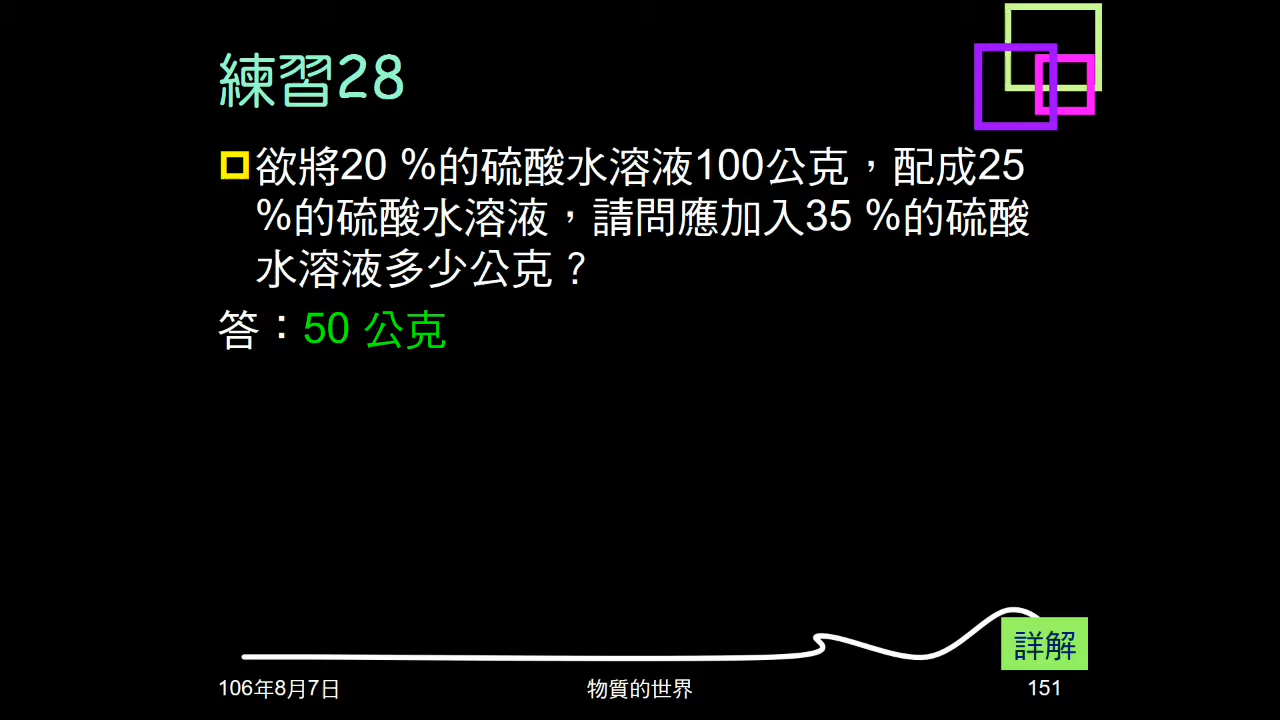 練習28
欲將20 %的硫酸水溶液100公克，配成25
%的硫酸水溶液，請問應加入35 %的硫酸
水溶液多少公克？
答：50 公克
詳解
106年8月7日
物質的世界
151